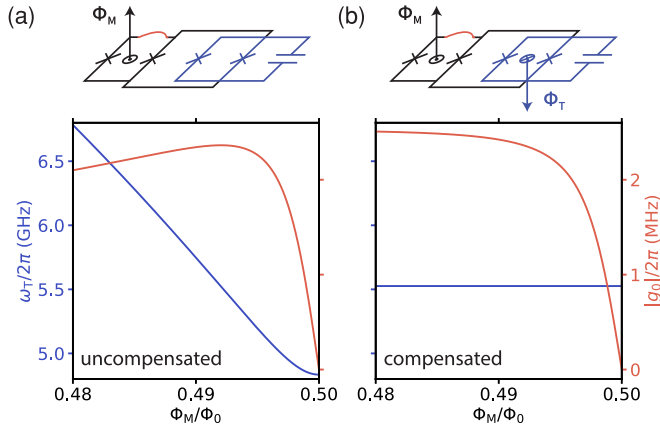 (a)
Φ_M
(b)
Φ_M
Φ_T
ω_T/2π (GHz)
6.5
6.0
5.5
5.0
uncompensated
0.48
0.49
0.50
Φ_M/Φ_0
compensated
0.48
0.49
0.50
Φ_M/Φ_0
2
1
0
|g_0|/2π (MHz)